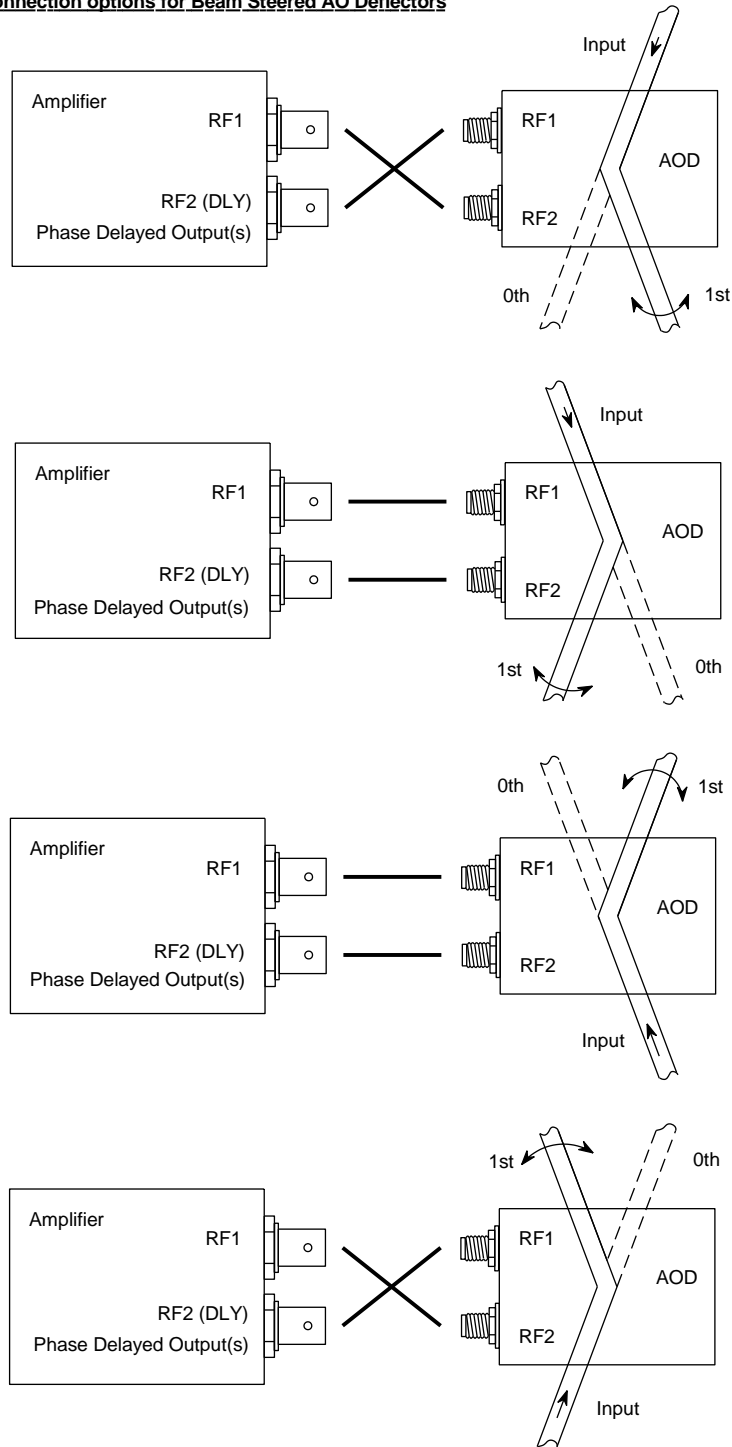 onnection options for Beam Steered AO Deflectors
Input
Amplifier
RF1
RF1
AOD
RF2 (DLY)
RF2
Phase Delayed Output(s)
0th
1st
Input
Amplifier
RF1
RF1
AOD
RF2 (DLY)
RF2
Phase Delayed Output(s)
1st
0th
0th
1st
Amplifier
RF1
RF1
AOD
RF2 (DLY)
RF2
Phase Delayed Output(s)
Input
1st
0th
Amplifier
RF1
RF1
AOD
RF2 (DLY)
RF2
Phase Delayed Output(s)
Input